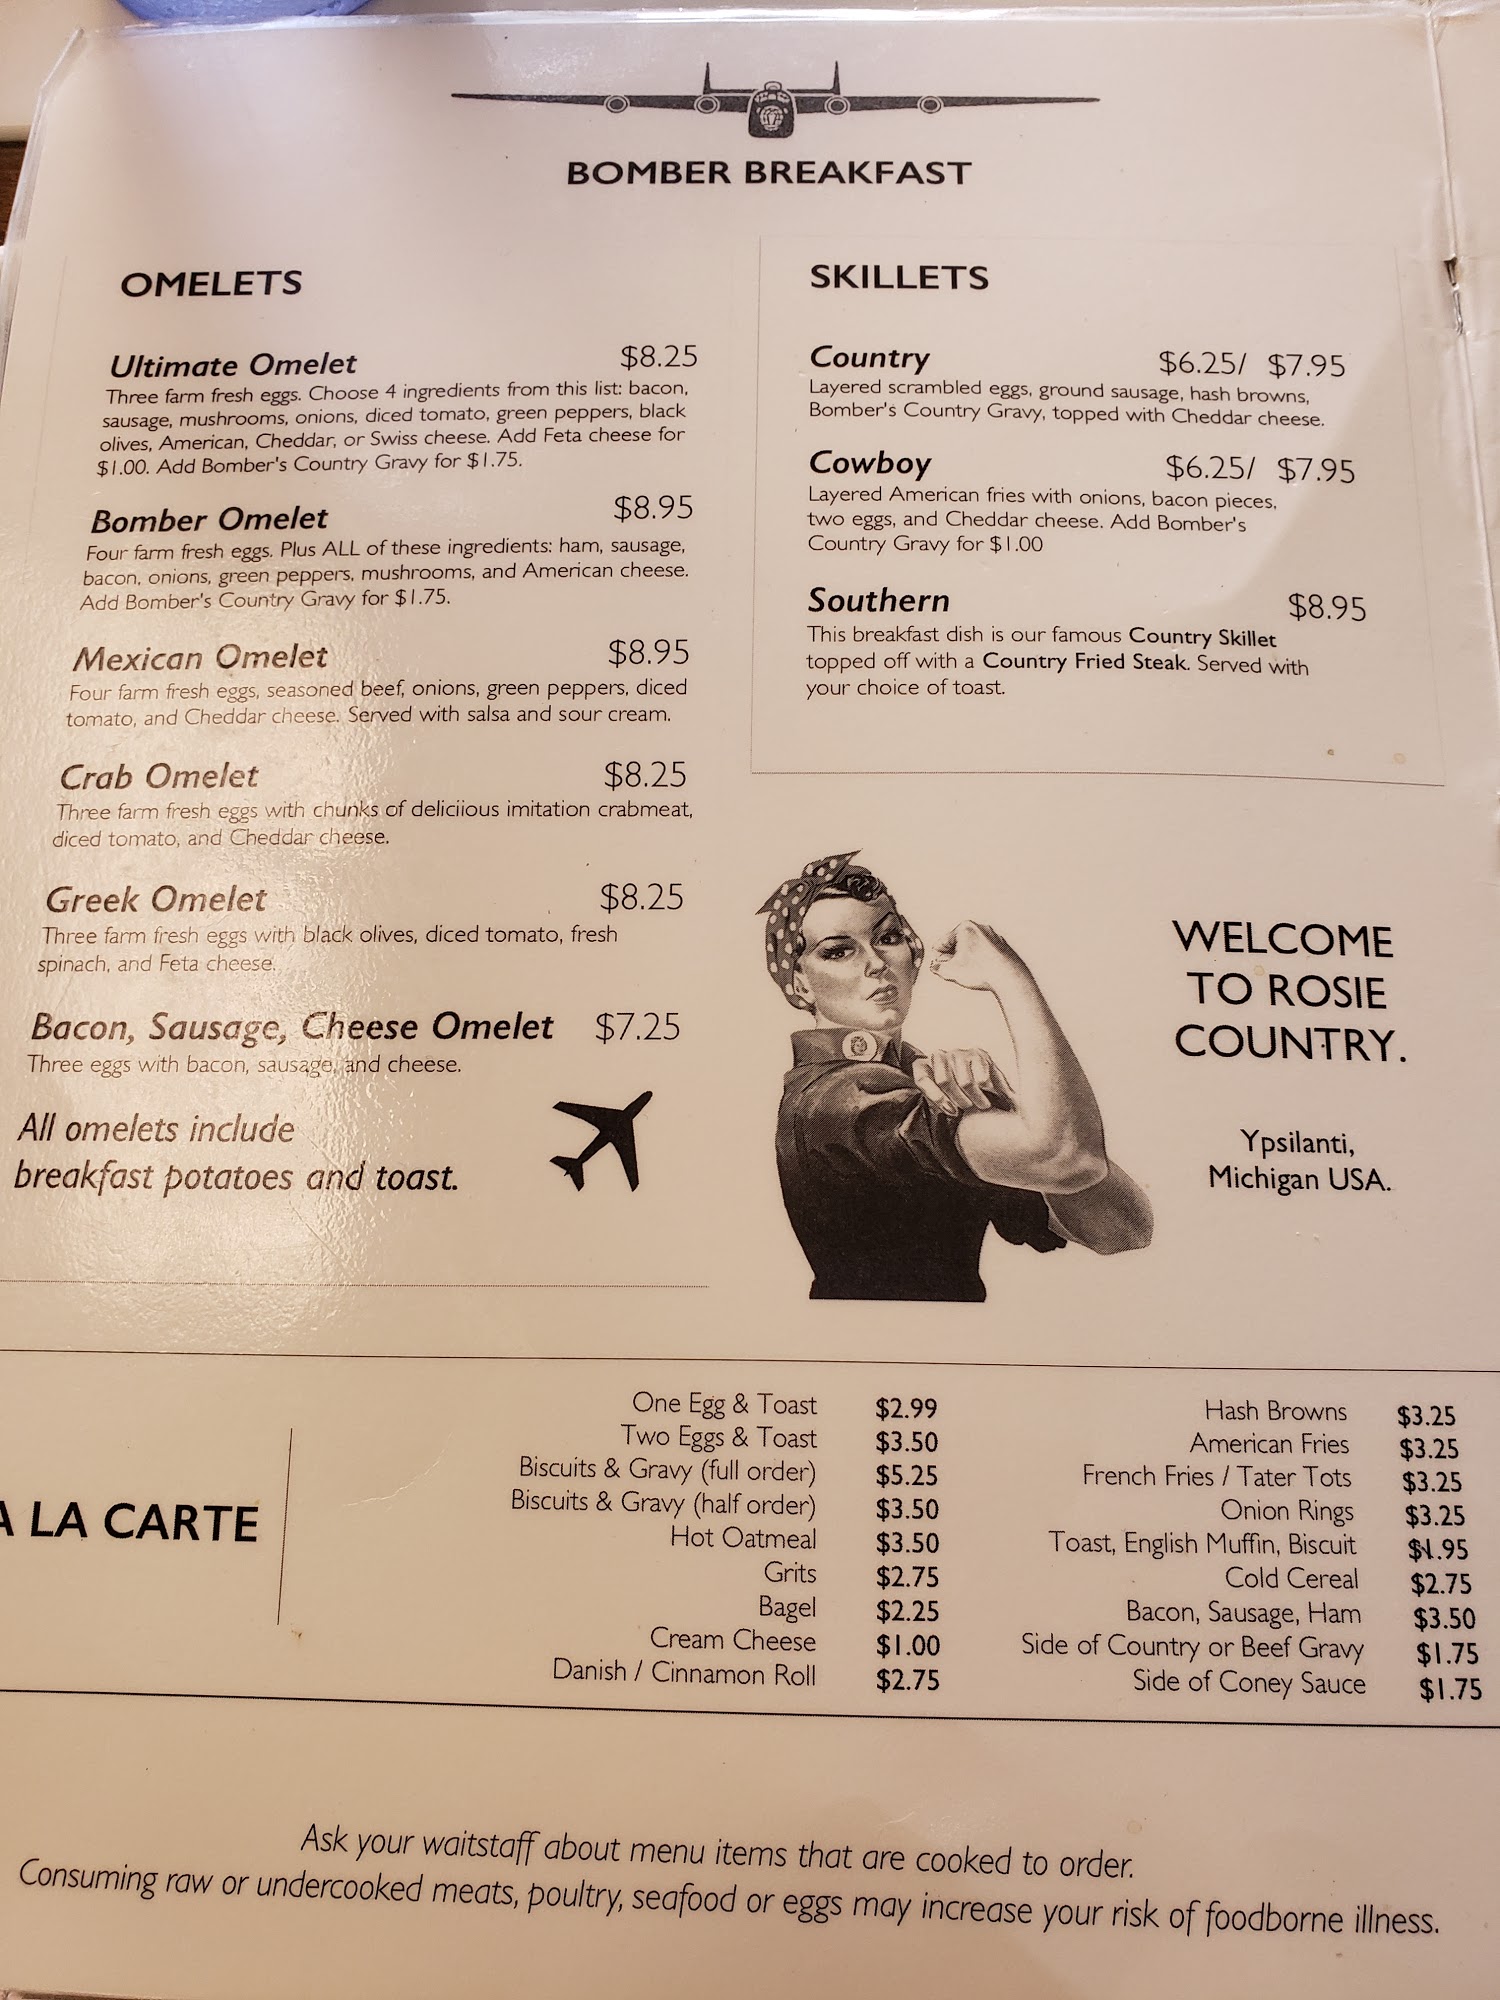 BOMBER BREAKFAST
OMELETS
Ultimate Omelet $8.25
Three farm fresh eggs. Choose 4 ingredients from this list: bacon,
sausage, mushrooms, onions, diced tomato, green peppers, black
olives, American, Cheddar, or Swiss cheese. Add Feta cheese for
$1.00. Add Bomber's Country Gravy for $1.75.
Bomber Omelet $8.95
Four farm fresh eggs. Plus ALL of these ingredients: ham, sausage,
bacon, onions, green peppers, mushrooms, and American cheese.
Add Bomber's Country Gravy for $1.75.
Mexican Omelet $8.95
Four farm fresh eggs, seasoned beef, onions, green peppers, diced
tomato, and Cheddar cheese. Served with salsa and sour cream.
Crab Omelet $8.25
Three farm fresh eggs with chunks of deliciious imitation crabmeat,
diced tomato, and Cheddar cheese.
Greek Omelet $8.25
Three farm fresh eggs with black olives, diced tomato, fresh
spinach, and Feta cheese.
Bacon, Sausage, Cheese Omelet $7.25
Three eggs with bacon, sausage, and cheese.
All omelets include
breakfast potatoes and toast.
SKILLETS
Country $6.25/ $7.95
Layered scrambled eggs, ground sausage, hash browns,
Bomber's Country Gravy, topped with Cheddar cheese.
Cowboy $6.25/ $7.95
Layered American fries with onions, bacon pieces,
two eggs, and Cheddar cheese. Add Bomber's
Country Gravy for $1.00
Southern $8.95
This breakfast dish is our famous Country Skillet
topped off with a Country Fried Steak. Served with
your choice of toast.
WELCOME
TO ROSIE
COUNTRY.
Ypsilanti,
Michigan USA.
A LA CARTE
One Egg & Toast $2.99
Two Eggs & Toast $3.50
Biscuits & Gravy (full order) $5.25
Biscuits & Gravy (half order) $3.50
Hot Oatmeal $3.50
Grits $2.75
Bagel $2.25
Cream Cheese $1.00
Danish / Cinnamon Roll $2.75
Hash Browns $3.25
American Fries $3.25
French Fries / Tater Tots $3.25
Onion Rings $3.25
Toast, English Muffin, Biscuit $1.95
Cold Cereal $2.75
Bacon, Sausage, Ham $3.50
Side of Country or Beef Gravy $1.75
Side of Coney Sauce $1.75
Ask your waitstaff about menu items that are cooked to order.
Consuming raw or undercooked meats, poultry, seafood or eggs may increase your risk of foodborne illness.